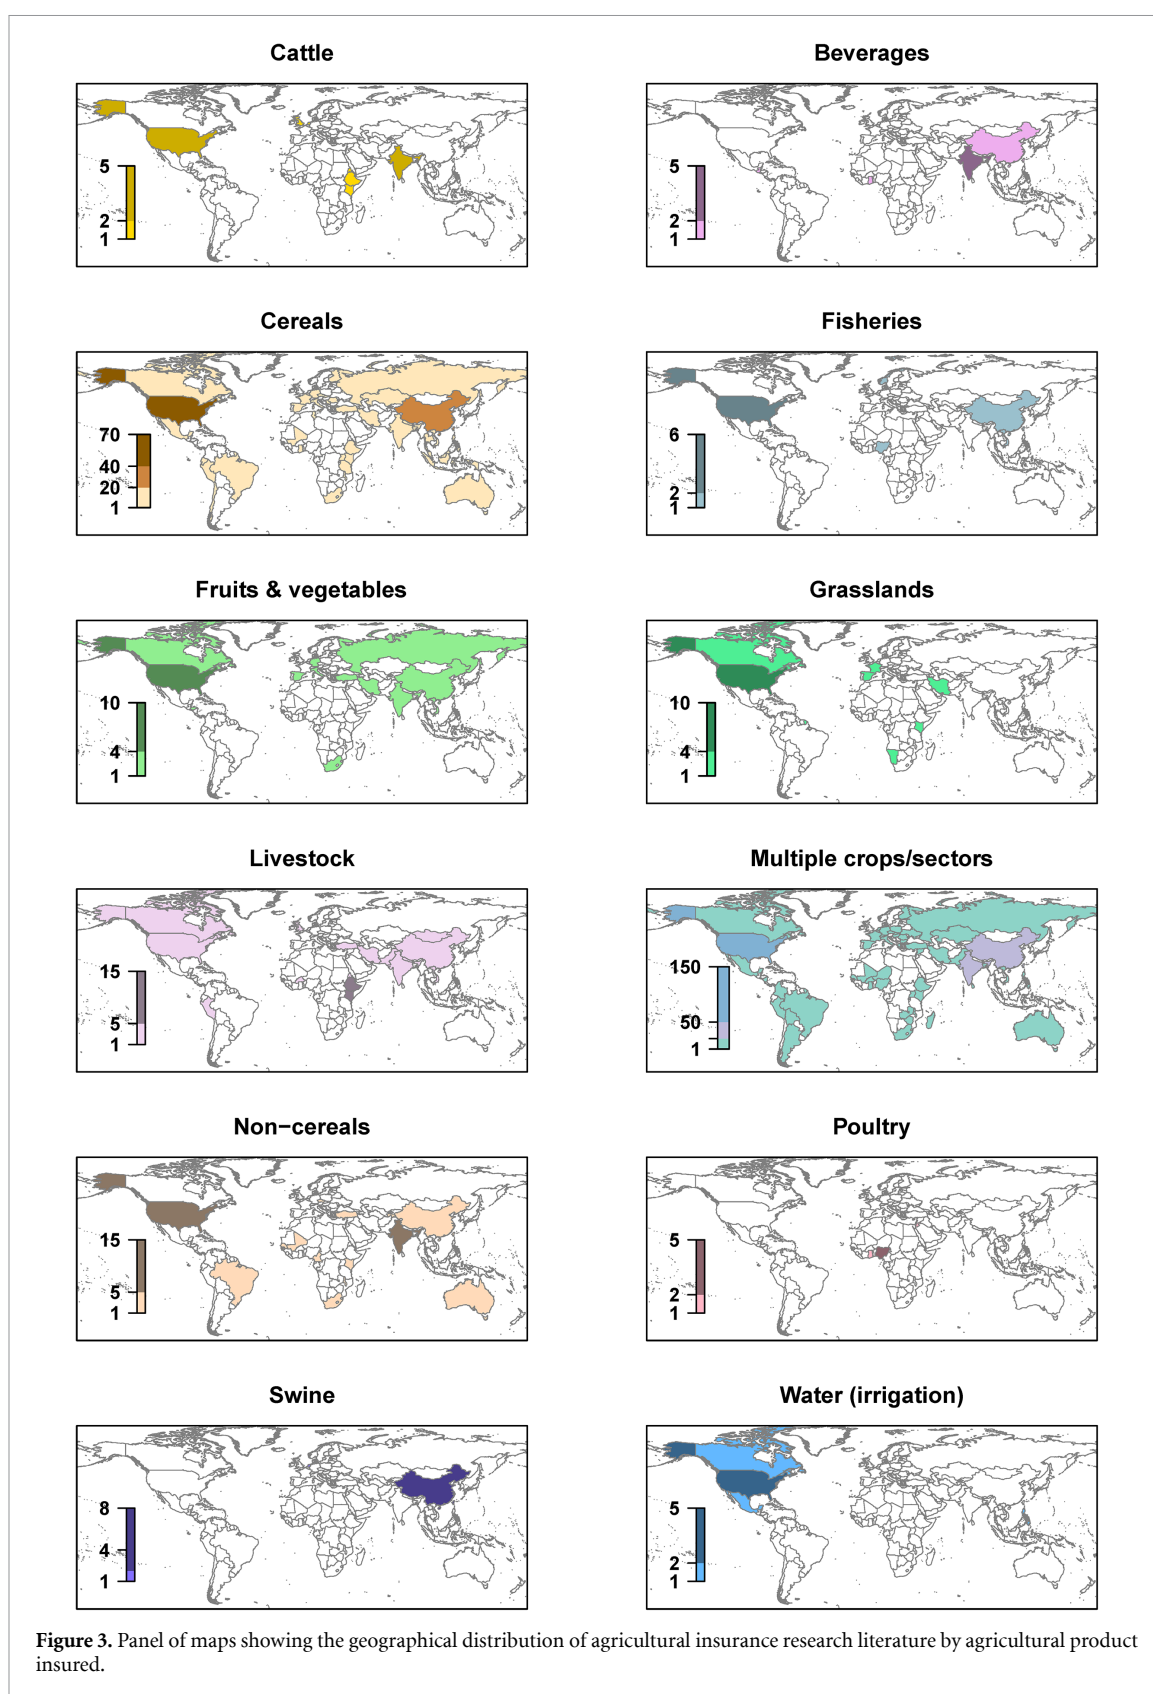 Cattle
5
2
1
Beverages
5
2
1
Cereals
70
40
20
1
Fisheries
6
2
1
Fruits & vegetables
10
4
1
Grasslands
10
4
1
Livestock
15
5
1
Multiple crops/sectors
150
50
1
Non−cereals
15
5
1
Poultry
5
2
1
Swine
8
4
1
Water (irrigation)
5
2
1
Figure 3. Panel of maps showing the geographical distribution of agricultural insurance research literature by agricultural product
insured.